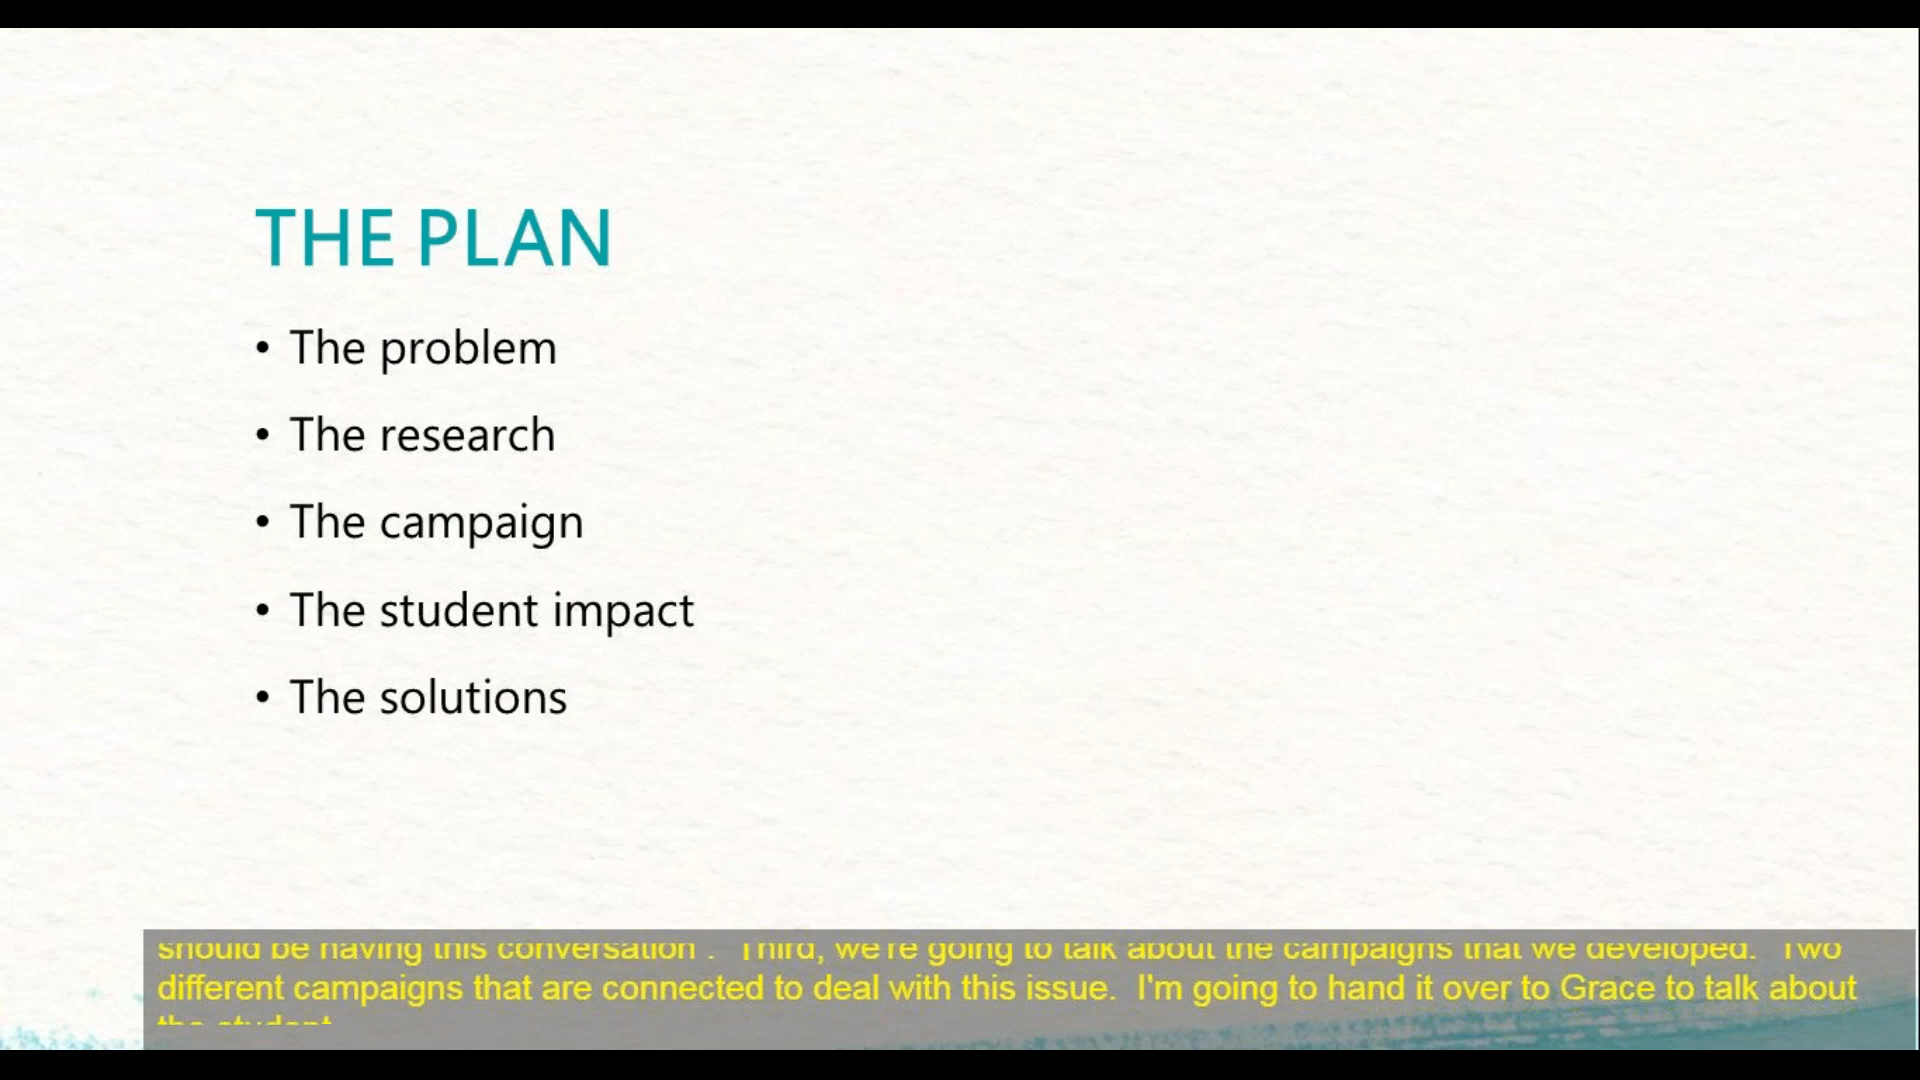 THE PLAN
• The problem
• The research
• The campaign
• The student impact
• The solutions
should be having this conversation .  Third, we're going to talk about the campaigns that we developed.  Two
different campaigns that are connected to deal with this issue.  I'm going to hand it over to Grace to talk about
the student